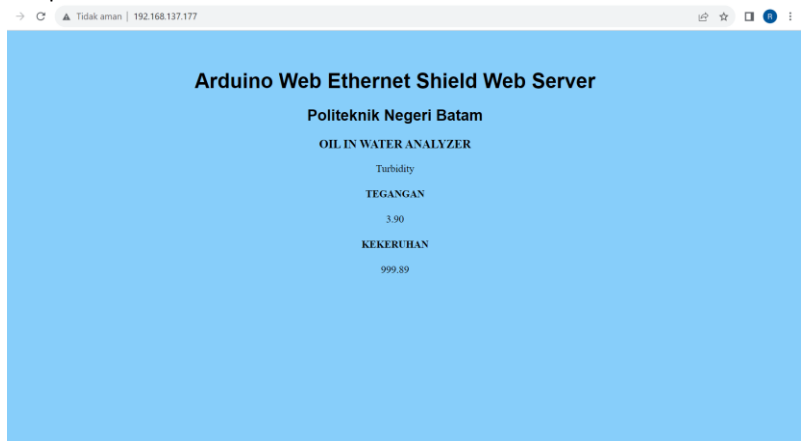 Tidak aman | 192.168.137.177
R
Arduino Web Ethernet Shield Web Server
Politeknik Negeri Batam
OIL IN WATER ANALYZER
Turbidity
TEGANGAN
3.90
KEKERUHAN
999.89